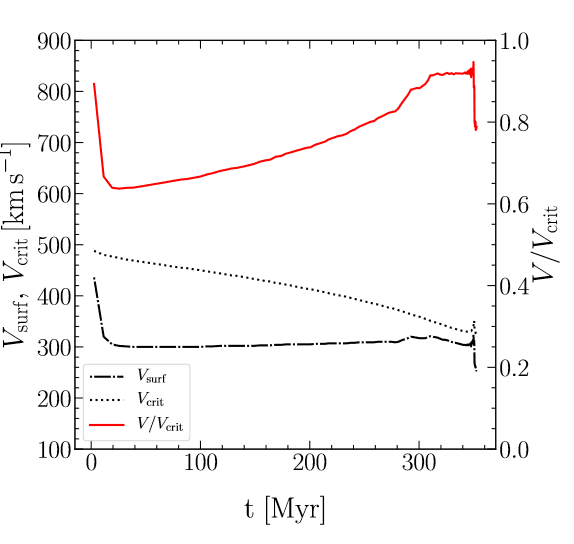 900
800
700
600
500
400
300
200
100
V_surf, V_crit [km s⁻¹]
1.0
0.8
0.6
0.4
0.2
0.0
V/V_crit
V_surf
V_crit
V/V_crit
0 100 200 300
t [Myr]